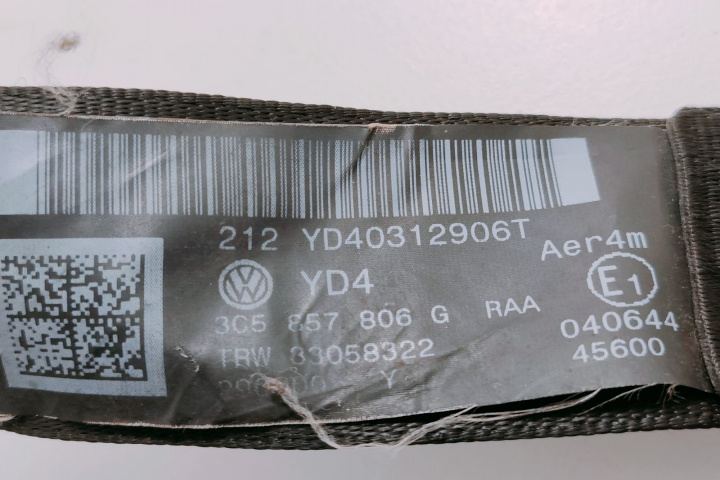 212 YD40312906T
Aer4m
YD4
E1
3C5 857 806 G RAA
040644
TRW 33058322
45600
Y